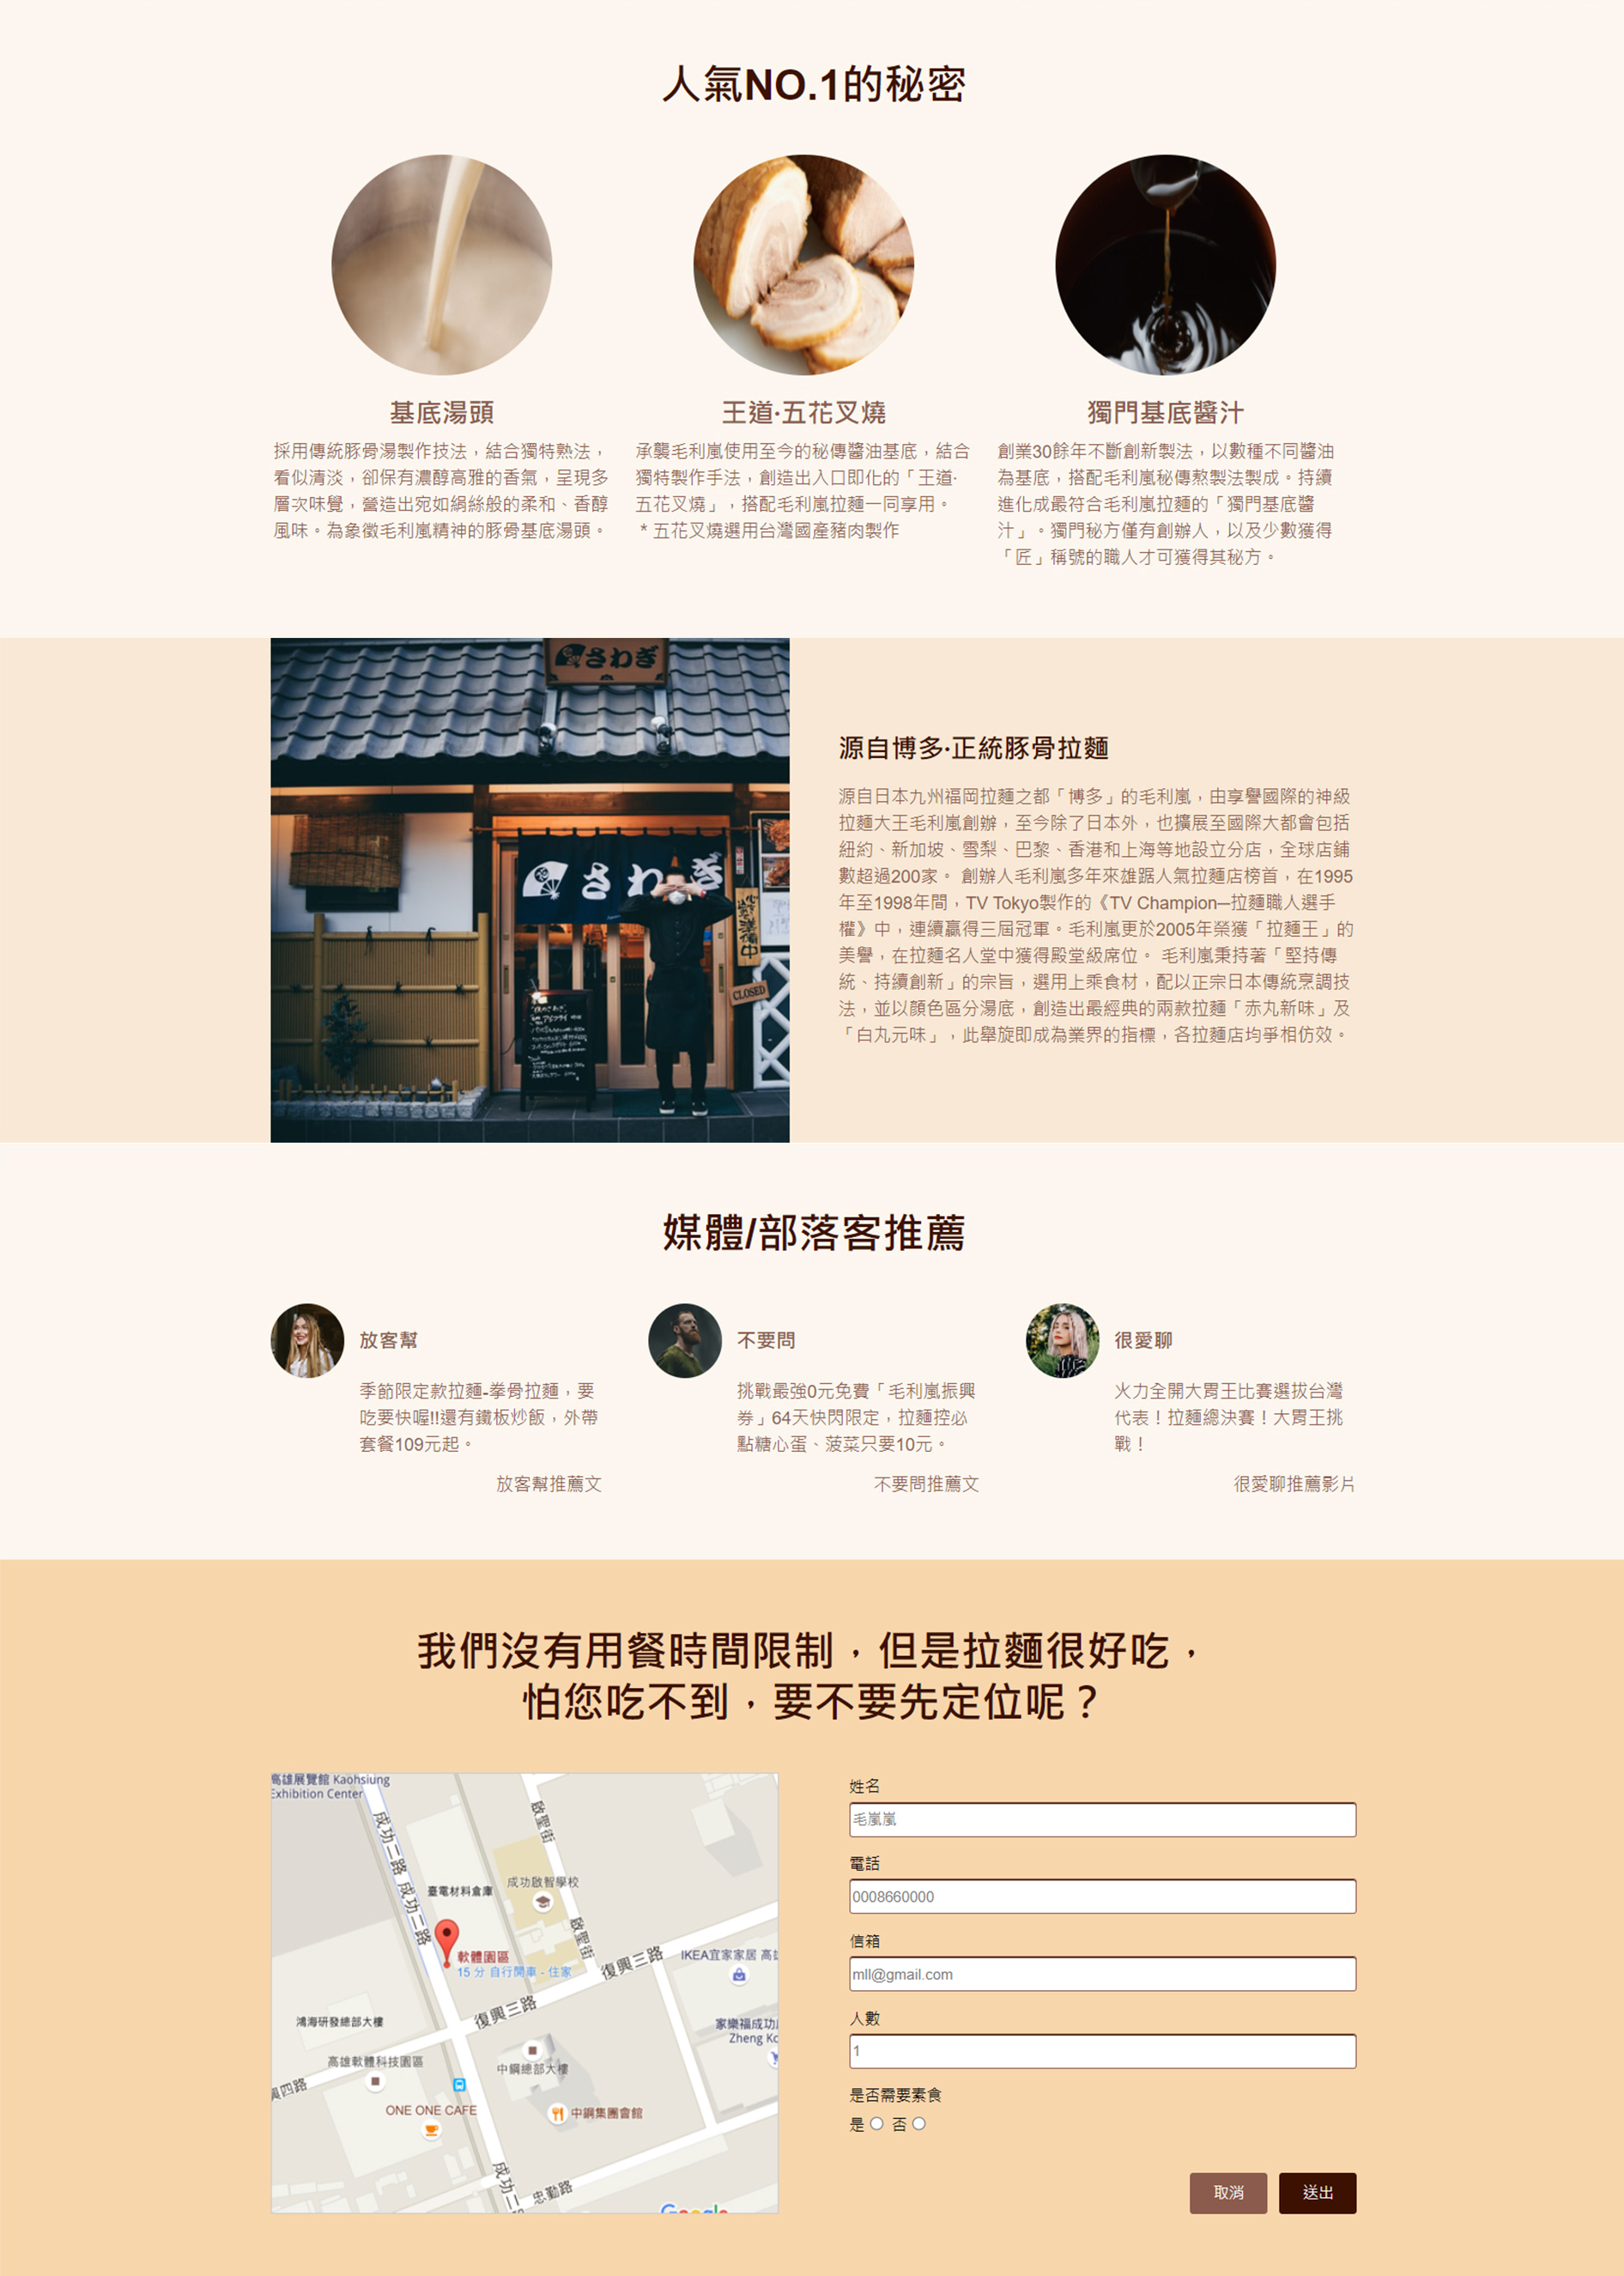 人氣NO.1的秘密
基底湯頭
採用傳統豚骨湯製作技法，結合獨特熟法，
看似清淡，卻保有濃醇高雅的香氣，呈現多
層次味覺，營造出宛如絹絲般的柔和、香醇
風味。為象徵毛利嵐精神的豚骨基底湯頭。
王道·五花叉燒
承襲毛利嵐使用至今的秘傳醬油基底，結合
獨特製作手法，創造出入口即化的「王道·
五花叉燒」，搭配毛利嵐拉麵一同享用。
＊五花叉燒選用台灣國產豬肉製作
獨門基底醬汁
創業30餘年不斷創新製法，以數種不同醬油
為基底，搭配毛利嵐秘傳熬製法製成。持續
進化成最符合毛利嵐拉麵的「獨門基底醬
汁」。獨門秘方僅有創辦人，以及少數獲得
「匠」稱號的職人才可獲得其秘方。
さわぎ
さわぎ
準備中
CLOSED
源自博多·正統豚骨拉麵
源自日本九州福岡拉麵之都「博多」的毛利嵐，由享譽國際的神級
拉麵大王毛利嵐創辦，至今除了日本外，也擴展至國際大都會包括
紐約、新加坡、雪梨、巴黎、香港和上海等地設立分店，全球店鋪
數超過200家。 創辦人毛利嵐多年來雄踞人氣拉麵店榜首，在1995
年至1998年間，TV Tokyo製作的《TV Champion─拉麵職人選手
權》中，連續贏得三屆冠軍。毛利嵐更於2005年榮獲「拉麵王」的
美譽，在拉麵名人堂中獲得殿堂級席位。 毛利嵐秉持著「堅持傳
統、持續創新」的宗旨，選用上乘食材，配以正宗日本傳統烹調技
法，並以顏色區分湯底，創造出最經典的兩款拉麵「赤丸新味」及
「白丸元味」，此舉旋即成為業界的指標，各拉麵店均爭相仿效。
媒體/部落客推薦
放客幫
季節限定款拉麵-拳骨拉麵，要
吃要快喔!!還有鐵板炒飯，外帶
套餐109元起。
放客幫推薦文
不要問
挑戰最強0元免費「毛利嵐振興
券」64天快閃限定，拉麵控必
點糖心蛋、菠菜只要10元。
不要問推薦文
很愛聊
火力全開大胃王比賽選拔台灣
代表！拉麵總決賽！大胃王挑
戰！
很愛聊推薦影片
我們沒有用餐時間限制，但是拉麵很好吃，
怕您吃不到，要不要先定位呢？
高雄展覽館 Kaohsiung
Exhibition Center
成功二路
成功二路
啟聖街
臺電材料倉庫
成功啟智學校
啟聖街
軟體園區
15 分 自行開車 - 住家
復興三路
IKEA宜家家居 高雄
復興三路
鴻海研發總部大樓
家樂福成功
Zheng Ko
高雄軟體科技園區
中鋼總部大樓
興四路
ONE ONE CAFE
中鋼集團會館
成功二
忠勤路
Google
姓名
毛嵐嵐
電話
0008660000
信箱
mll@gmail.com
人數
1
是否需要素食
是 否
取消
送出